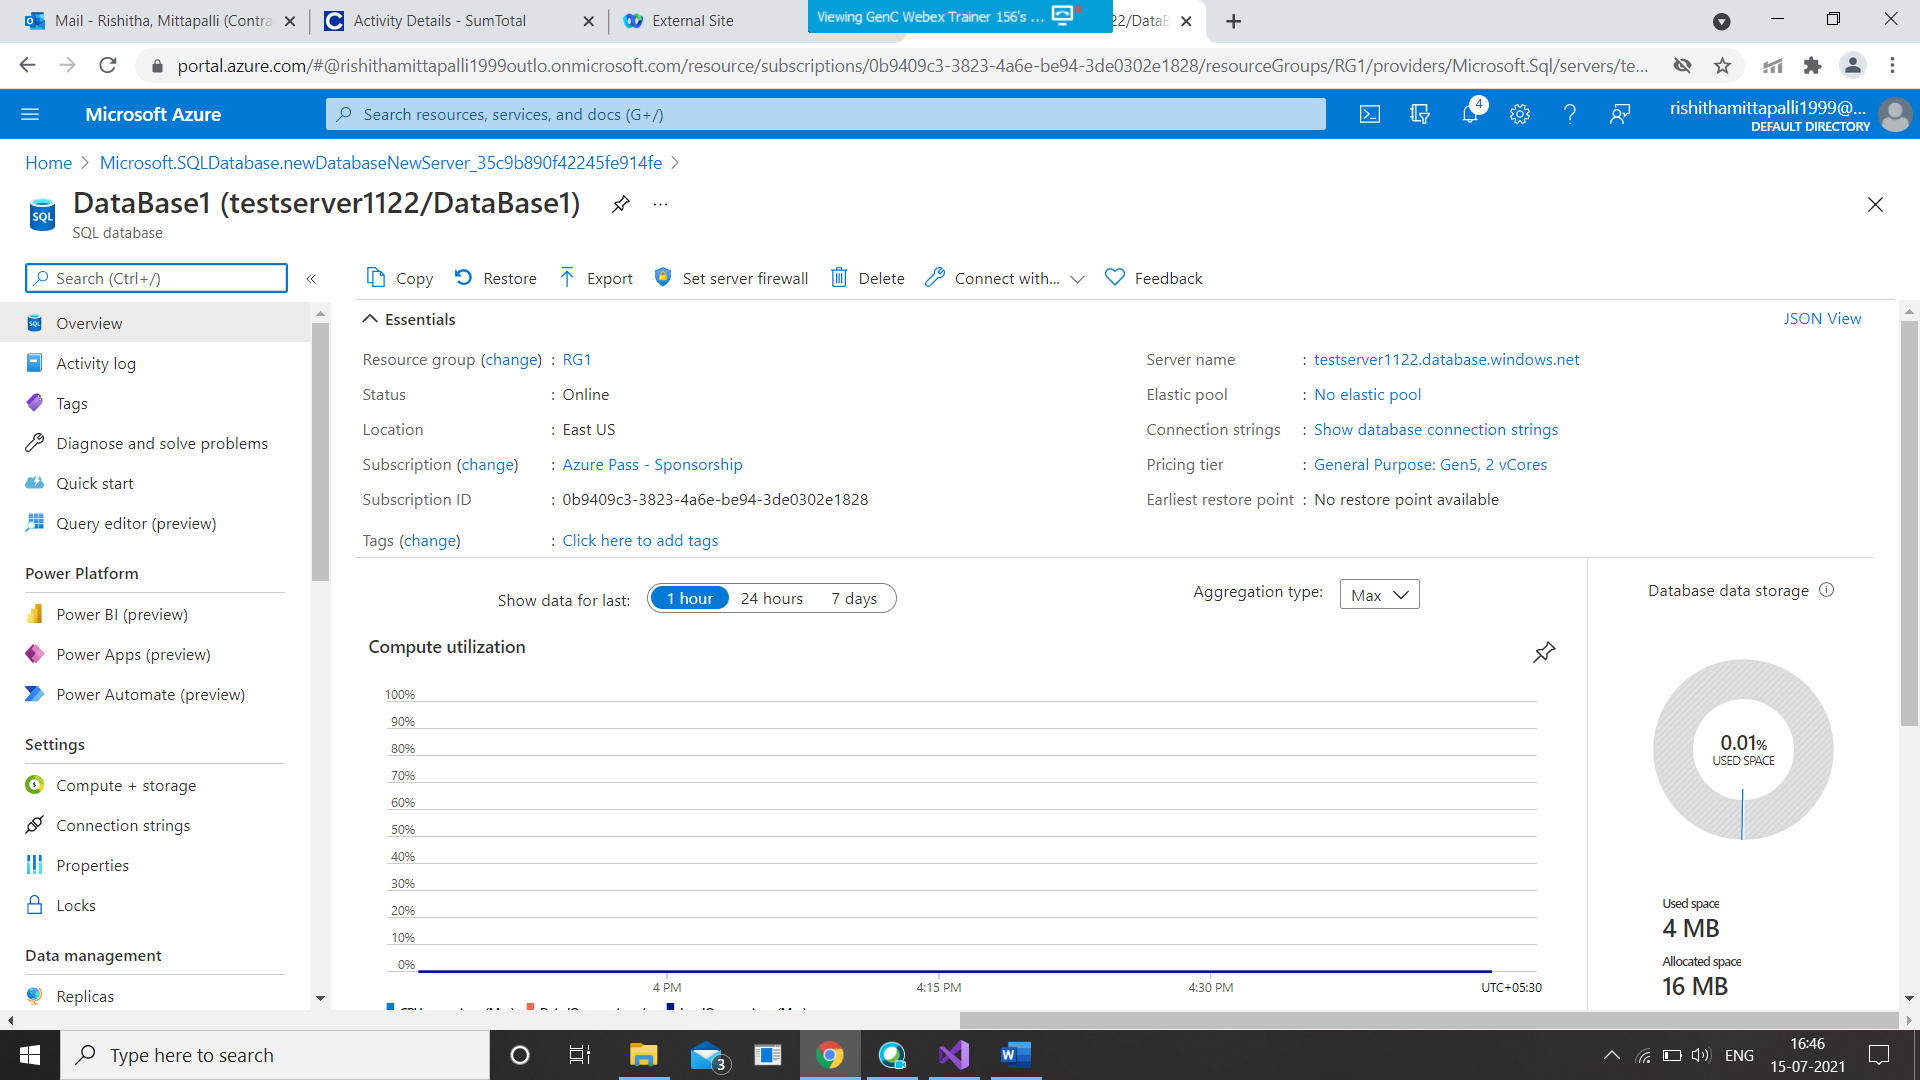 Mail - Rishitha, Mittapalli (Contra
Activity Details - SumTotal
External Site
Viewing GenC Webex Trainer 156's ...
22/DataB
portal.azure.com/#@rishithamittapalli1999outlo.onmicrosoft.com/resource/subscriptions/0b9409c3-3823-4a6e-be94-3de0302e1828/resourceGroups/RG1/providers/Microsoft.Sql/servers/te...
Microsoft Azure
Search resources, services, and docs (G+/)
4
rishithamittapalli1999@...
DEFAULT DIRECTORY
Home > Microsoft.SQLDatabase.newDatabaseNewServer_35c9b890f42245fe914fe >
SQL
DataBase1 (testserver1122/DataBase1)
...
SQL database
Search (Ctrl+/)
«
Copy
Restore
Export
Set server firewall
Delete
Connect with...
Feedback
Overview
Activity log
Tags
Diagnose and solve problems
Quick start
Query editor (preview)
Power Platform
Power BI (preview)
Power Apps (preview)
Power Automate (preview)
Settings
Compute + storage
Connection strings
Properties
Locks
Data management
Replicas
Essentials
JSON View
Resource group (change) : RG1
Status : Online
Location : East US
Subscription (change) : Azure Pass - Sponsorship
Subscription ID : 0b9409c3-3823-4a6e-be94-3de0302e1828
Tags (change) : Click here to add tags
Server name : testserver1122.database.windows.net
Elastic pool : No elastic pool
Connection strings : Show database connection strings
Pricing tier : General Purpose: Gen5, 2 vCores
Earliest restore point : No restore point available
Show data for last: 1 hour 24 hours 7 days
Aggregation type: Max
Compute utilization
100%
90%
80%
70%
60%
50%
40%
30%
20%
10%
0%
4 PM
4:15 PM
4:30 PM
UTC+05:30
Database data storage
0.01%
USED SPACE
Used space
4 MB
Allocated space
16 MB
Type here to search
3
ENG
16:46
15-07-2021